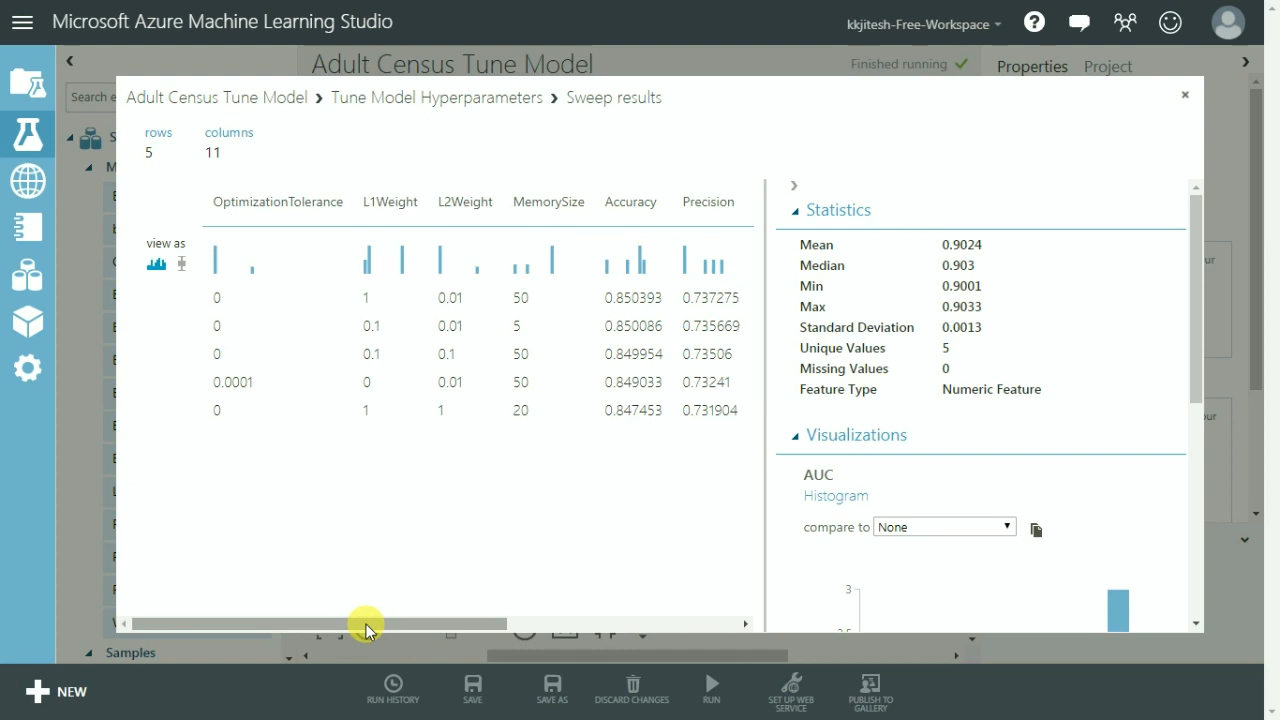 Microsoft Azure Machine Learning Studio
kkjitesh-Free-Workspace
Adult Census Tune Model
Finished running
Properties Project
Search e
Adult Census Tune Model > Tune Model Hyperparameters > Sweep results
rows columns
5 11
OptimizationTolerance L1Weight L2Weight MemorySize Accuracy Precision
view as
0 1 0.01 50 0.850393 0.737275
0 0.1 0.01 5 0.850086 0.735669
0 0.1 0.1 50 0.849954 0.73506
0.0001 0 0.01 50 0.849033 0.73241
0 1 1 20 0.847453 0.731904
Statistics
Mean 0.9024
Median 0.903
Min 0.9001
Max 0.9033
Standard Deviation 0.0013
Unique Values 5
Missing Values 0
Feature Type Numeric Feature
Visualizations
AUC
Histogram
compare to None
3
Samples
NEW
RUN HISTORY
SAVE
SAVE AS
DISCARD CHANGES
RUN
SET UP WEB
SERVICE
PUBLISH TO
GALLERY